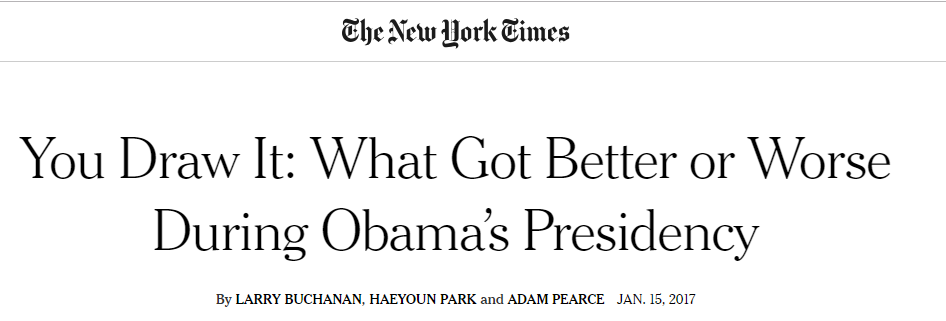 The New York Times
You Draw It: What Got Better or Worse
During Obama’s Presidency
By LARRY BUCHANAN, HAEYOUN PARK and ADAM PEARCE JAN. 15, 2017